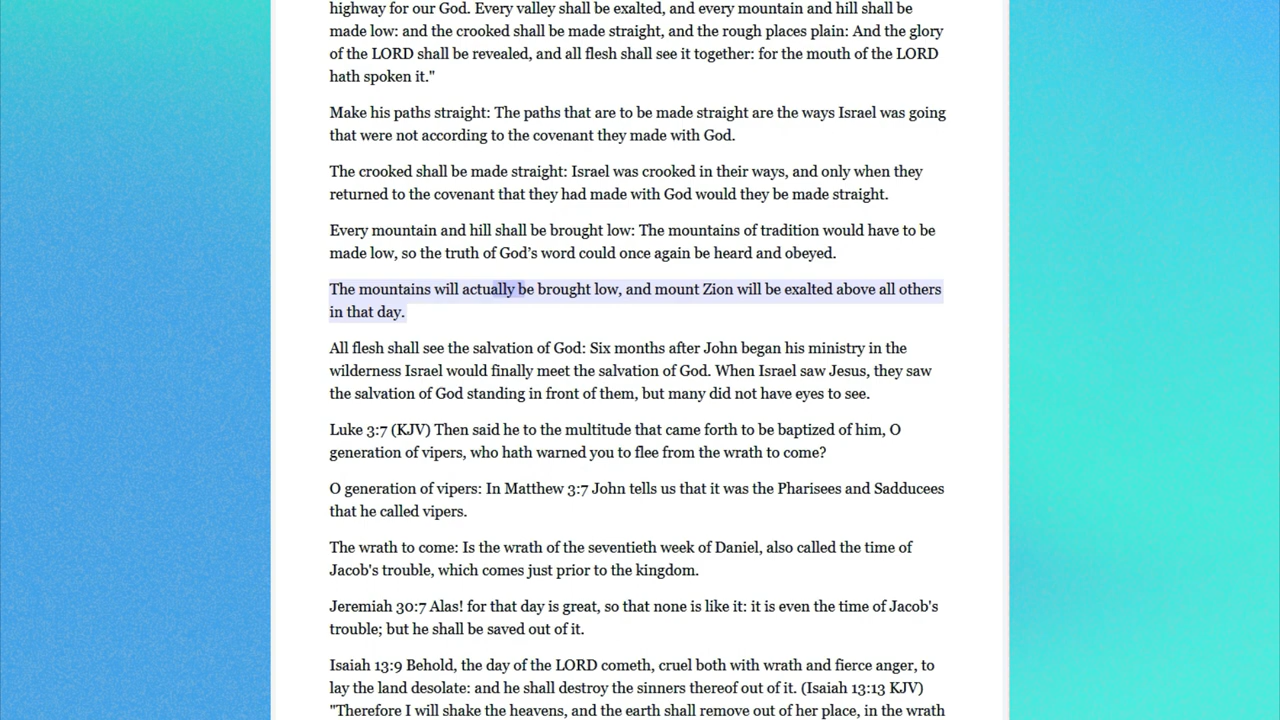 highway for our God. Every valley shall be exalted, and every mountain and hill shall be
made low: and the crooked shall be made straight, and the rough places plain: And the glory
of the LORD shall be revealed, and all flesh shall see it together: for the mouth of the LORD
hath spoken it."
Make his paths straight: The paths that are to be made straight are the ways Israel was going
that were not according to the covenant they made with God.
The crooked shall be made straight: Israel was crooked in their ways, and only when they
returned to the covenant that they had made with God would they be made straight.
Every mountain and hill shall be brought low: The mountains of tradition would have to be
made low, so the truth of God’s word could once again be heard and obeyed.
The mountains will actually be brought low, and mount Zion will be exalted above all others
in that day.
All flesh shall see the salvation of God: Six months after John began his ministry in the
wilderness Israel would finally meet the salvation of God. When Israel saw Jesus, they saw
the salvation of God standing in front of them, but many did not have eyes to see.
Luke 3:7 (KJV) Then said he to the multitude that came forth to be baptized of him, O
generation of vipers, who hath warned you to flee from the wrath to come?
O generation of vipers: In Matthew 3:7 John tells us that it was the Pharisees and Sadducees
that he called vipers.
The wrath to come: Is the wrath of the seventieth week of Daniel, also called the time of
Jacob's trouble, which comes just prior to the kingdom.
Jeremiah 30:7 Alas! for that day is great, so that none is like it: it is even the time of Jacob's
trouble; but he shall be saved out of it.
Isaiah 13:9 Behold, the day of the LORD cometh, cruel both with wrath and fierce anger, to
lay the land desolate: and he shall destroy the sinners thereof out of it. (Isaiah 13:13 KJV)
"Therefore I will shake the heavens, and the earth shall remove out of her place, in the wrath